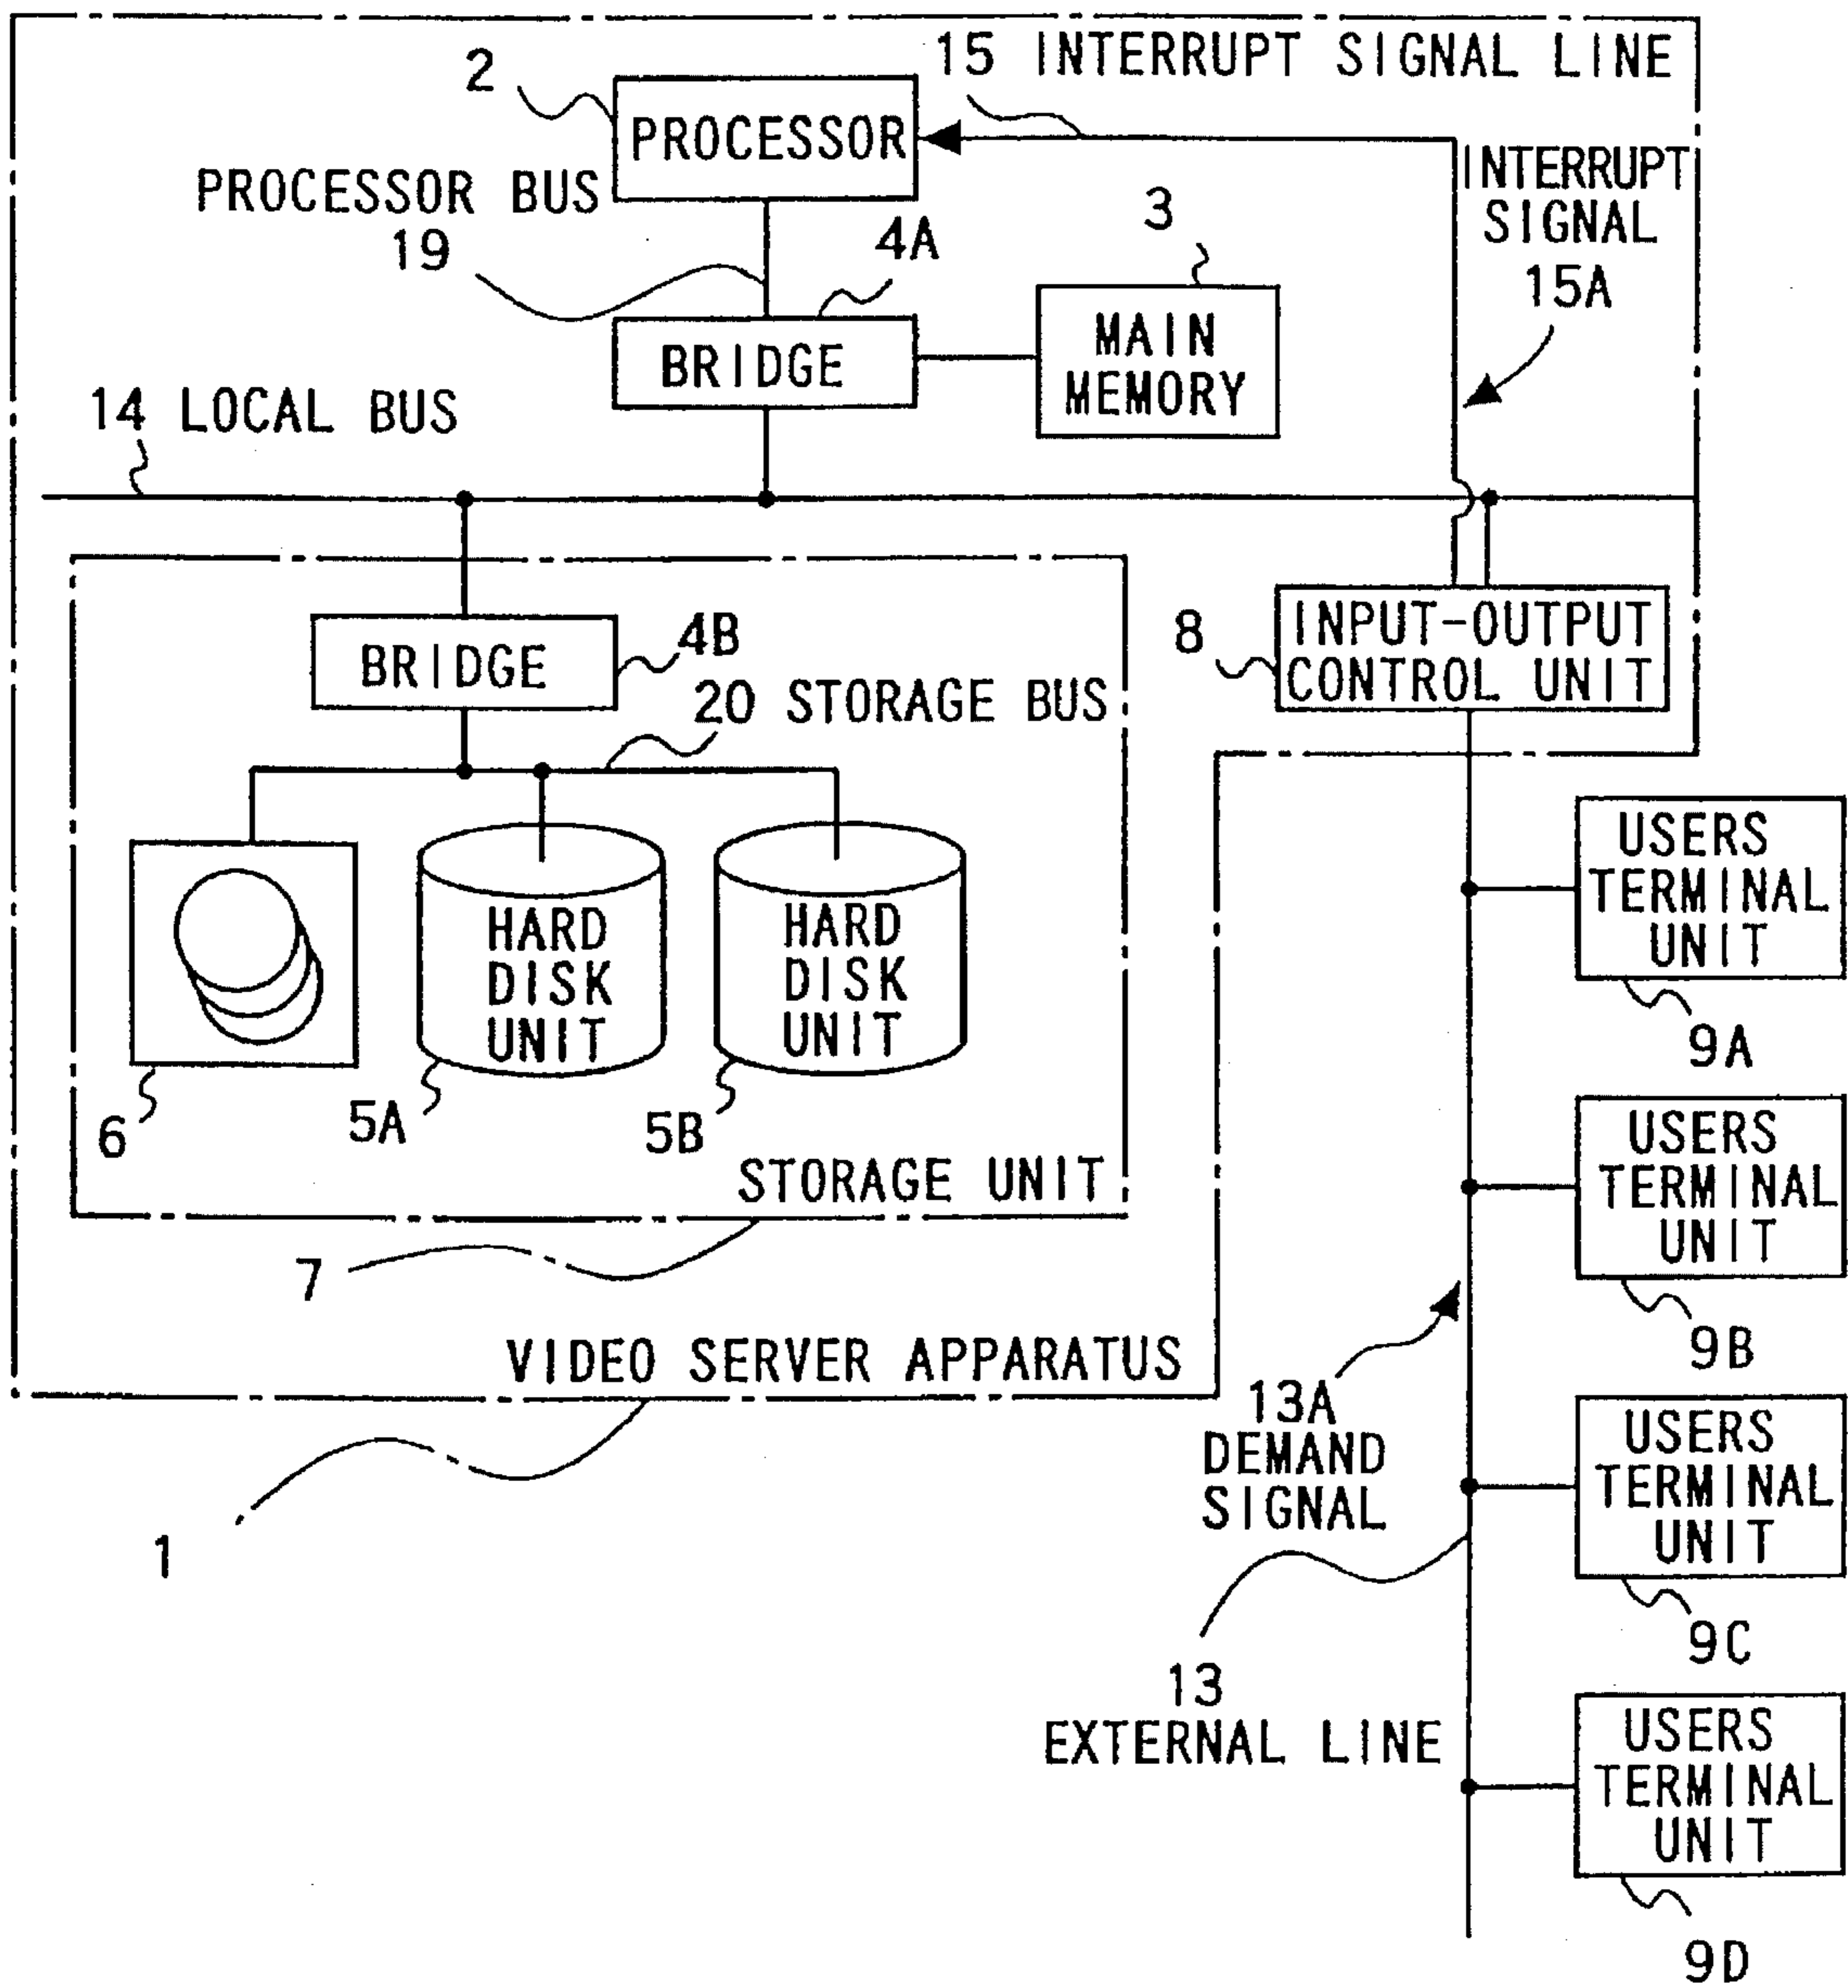 15 INTERRUPT SIGNAL LINE
2
PROCESSOR
INTERRUPT
SIGNAL
15A
PROCESSOR BUS
19
4A
3
BRIDGE
MAIN
MEMORY
14 LOCAL BUS
BRIDGE
4B
8
INPUT-OUTPUT
CONTROL UNIT
20 STORAGE BUS
HARD
DISK
UNIT
HARD
DISK
UNIT
6
5A
5B
STORAGE UNIT
7
VIDEO SERVER APPARATUS
1
USERS
TERMINAL
UNIT
9A
USERS
TERMINAL
UNIT
9B
13A
DEMAND
SIGNAL
USERS
TERMINAL
UNIT
9C
13
EXTERNAL LINE
USERS
TERMINAL
UNIT
9D